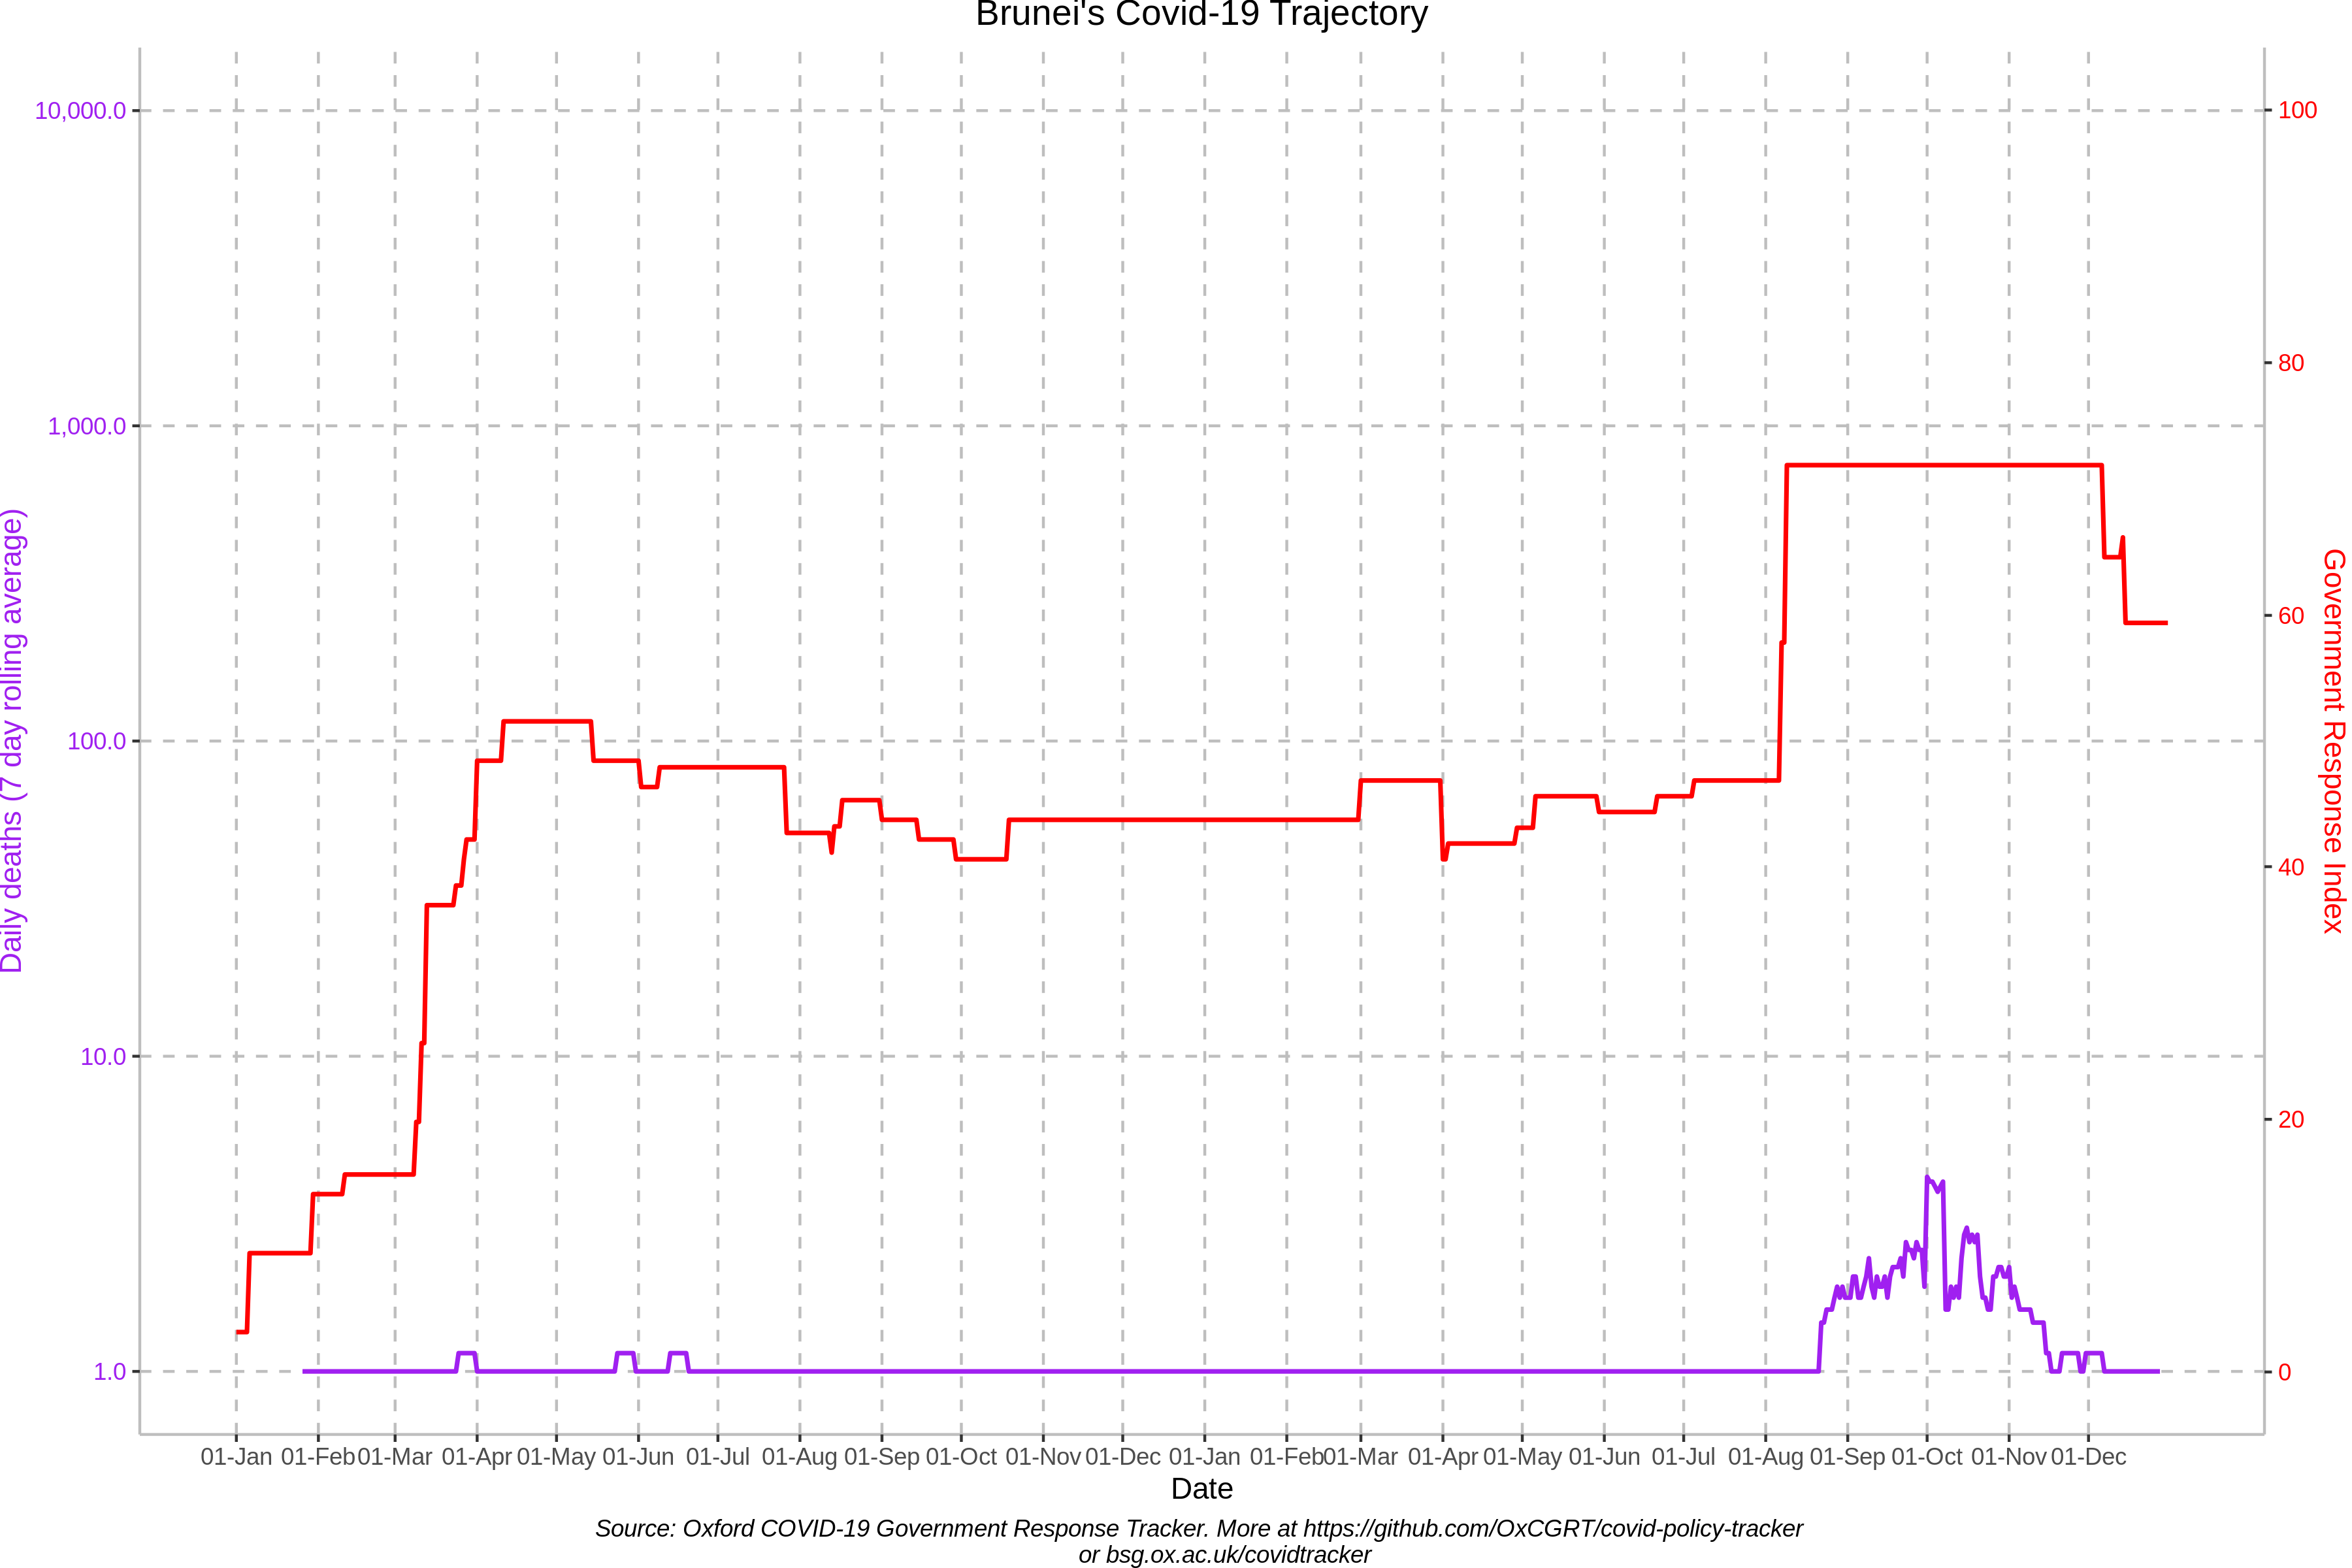 Brunei's Covid-19 Trajectory
10,000.0
1,000.0
100.0
10.0
1.0
Daily deaths (7 day rolling average)
100
80
60
40
20
0
Government Response Index
01-Jan 01-Feb 01-Mar 01-Apr 01-May 01-Jun 01-Jul 01-Aug 01-Sep 01-Oct 01-Nov 01-Dec 01-Jan 01-Feb 01-Mar 01-Apr 01-May 01-Jun 01-Jul 01-Aug 01-Sep 01-Oct 01-Nov 01-Dec
Date
Source: Oxford COVID-19 Government Response Tracker. More at https://github.com/OxCGRT/covid-policy-tracker
or bsg.ox.ac.uk/covidtracker